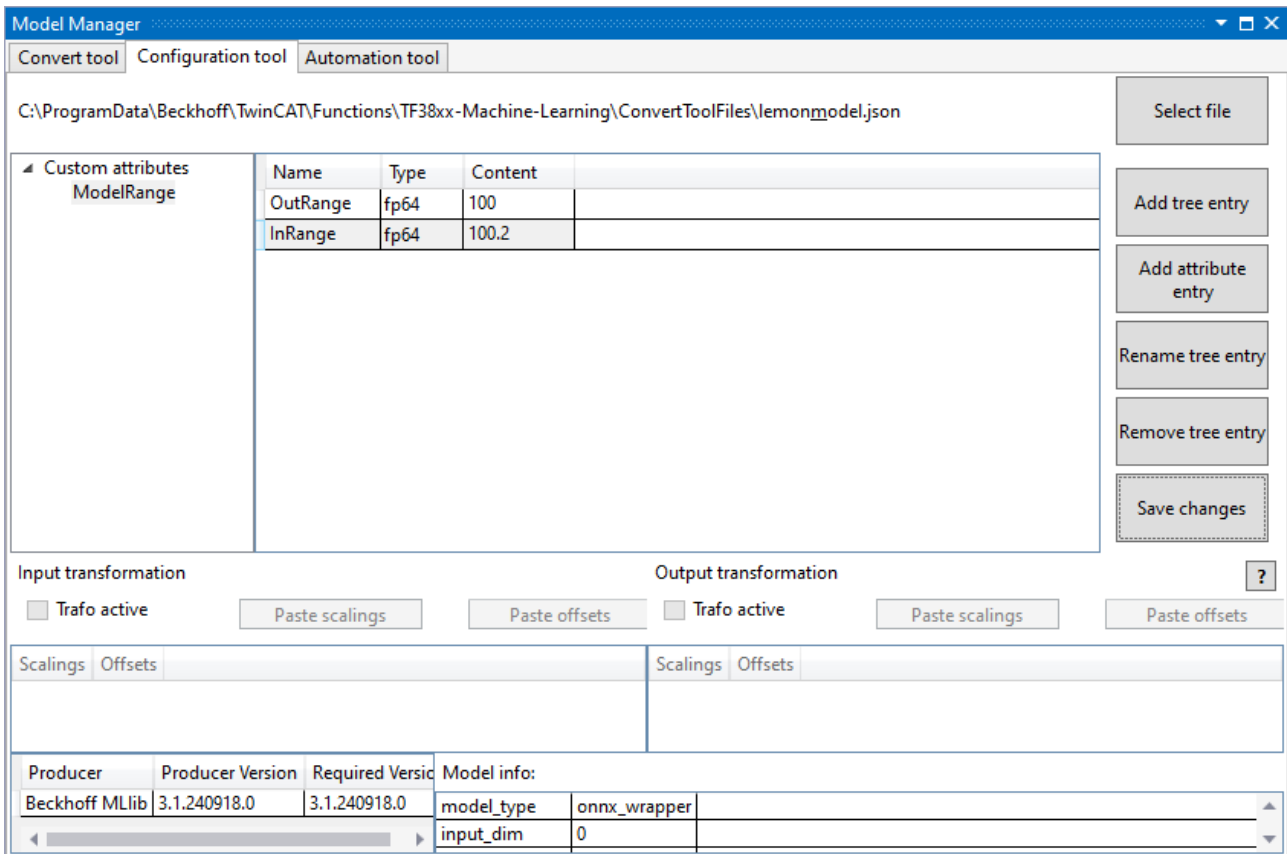 Model Manager
Convert tool Configuration tool Automation tool
C:\ProgramData\Beckhoff\TwinCAT\Functions\TF38xx-Machine-Learning\ConvertToolFiles\lemonmodel.json
Select file
Custom attributes
ModelRange
Name Type Content
OutRange fp64 100
InRange fp64 100.2
Add tree entry
Add attribute
entry
Rename tree entry
Remove tree entry
Save changes
Input transformation
Trafo active Paste scalings Paste offsets
Scalings Offsets
Output transformation ?
Trafo active Paste scalings Paste offsets
Scalings Offsets
Producer Producer Version Required Versic
Beckhoff MLlib 3.1.240918.0 3.1.240918.0
Model info:
model_type onnx_wrapper
input_dim 0